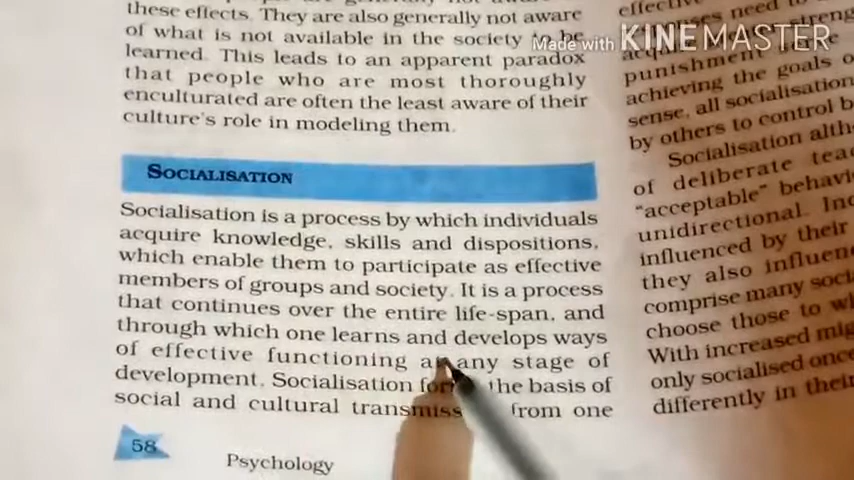 these effects. They are also generally not aware
of what is not available in the society to be
learned. This leads to an apparent paradox
that people who are most thoroughly
enculturated are often the least aware of their
culture's role in modeling them.
SOCIALISATION
Socialisation is a process by which individuals
acquire knowledge, skills and dispositions,
which enable them to participate as effective
members of groups and society. It is a process
that continues over the entire life-span, and
through which one learns and develops ways
of effective functioning any stage of
development. Socialisation the basis of
social and cultural from one
58
Psychology
effective
need to
punishment
achieving the goals
sense, all socialisation
by others to control
Socialisation
of deliberate
"acceptable"
unidirectional.
influenced by their
they also
comprise many
choose those to
With increased
only socialised once
differently in their
Made with KINEMASTER